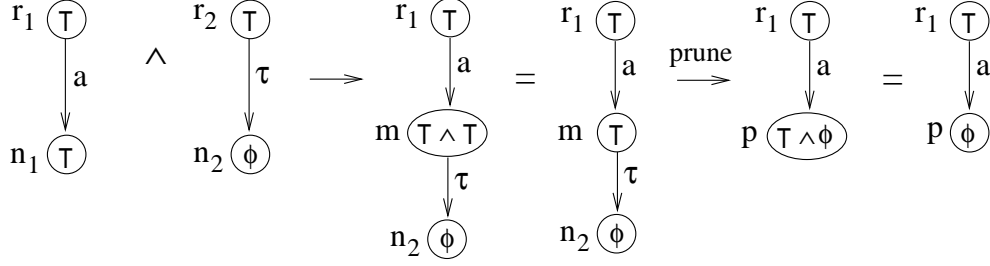 r1 ⊤ r2 ⊤ r1 ⊤ r1 ⊤ r1 ⊤ r1 ⊤
a ∧ τ → a = a prune → a = a
n1 ⊤ n2 ϕ m ⊤ ∧ ⊤ m ⊤ p ⊤ ∧ ϕ p ϕ
τ τ
n2 ϕ n2 ϕ